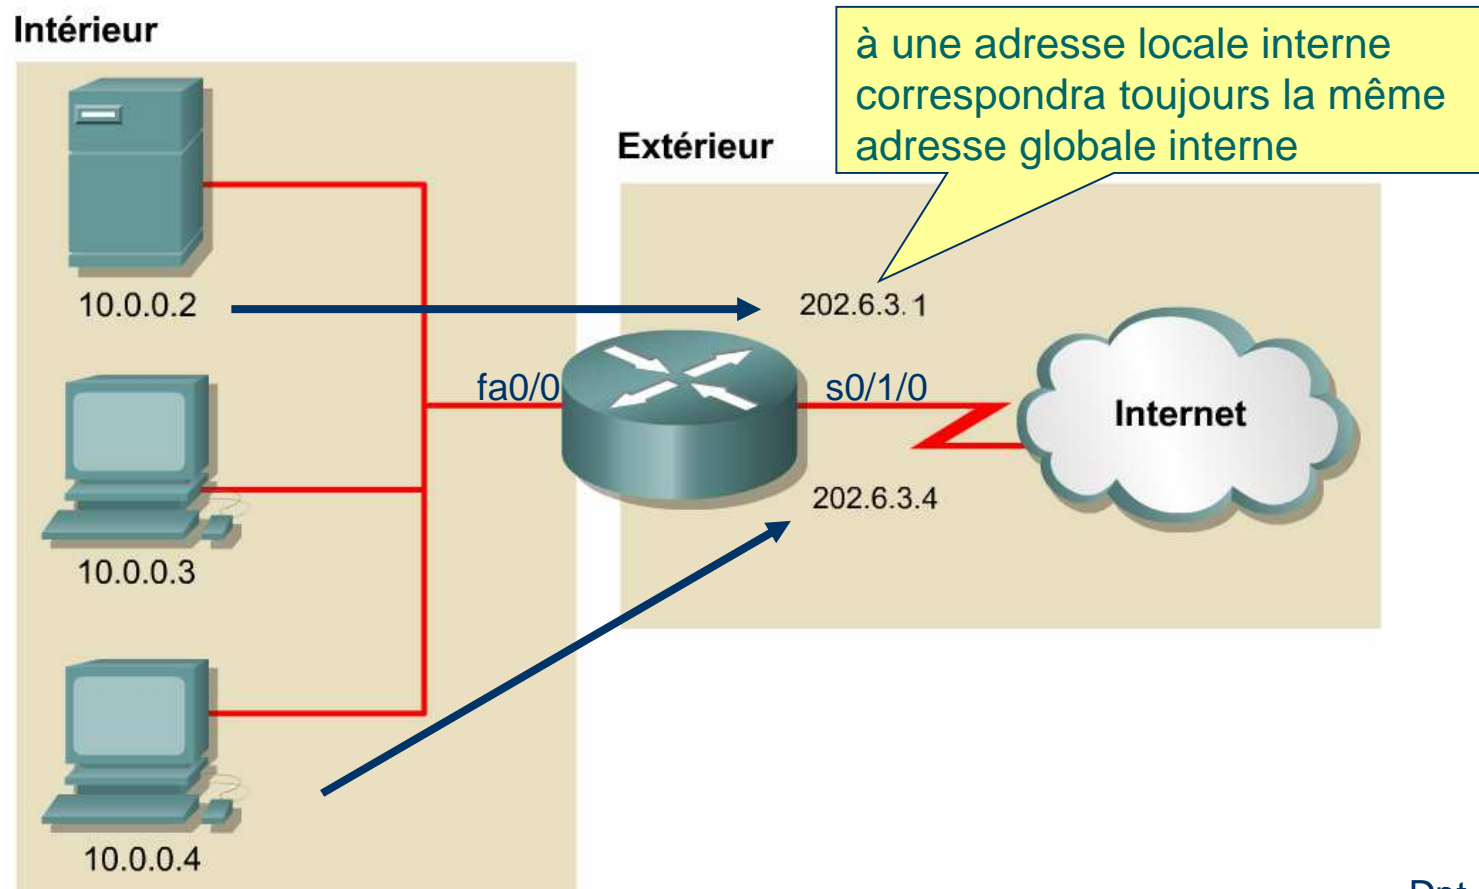 Intérieur
à une adresse locale interne
correspondra toujours la même
adresse globale interne
Extérieur
10.0.0.2
202.6.3.1
fa0/0
s0/1/0
Internet
10.0.0.3
202.6.3.4
10.0.0.4